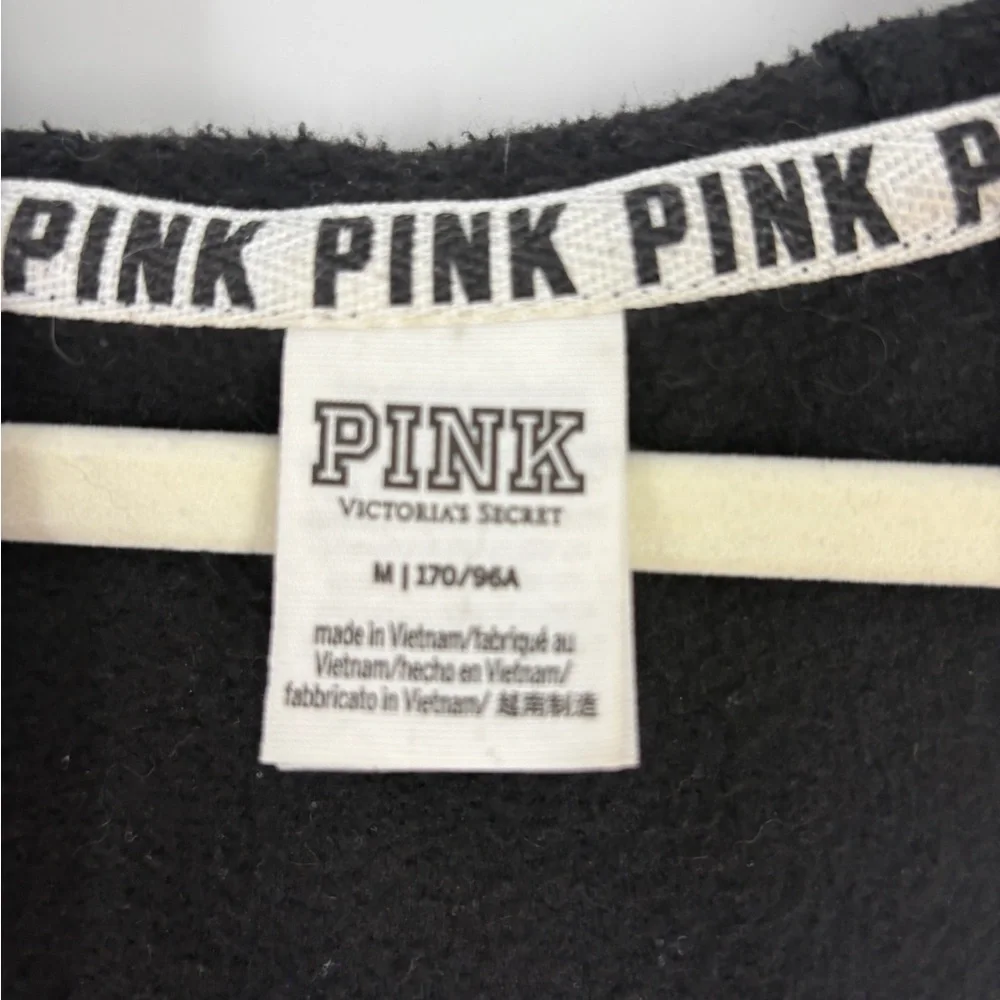 PINK PINK PINK P
PINK
VICTORIA'S SECRET
M | 170/96A
made in Vietnam/fabriqué au
Vietnam/hecho en Vietnam/
fabbricato in Vietnam/ 越南制造